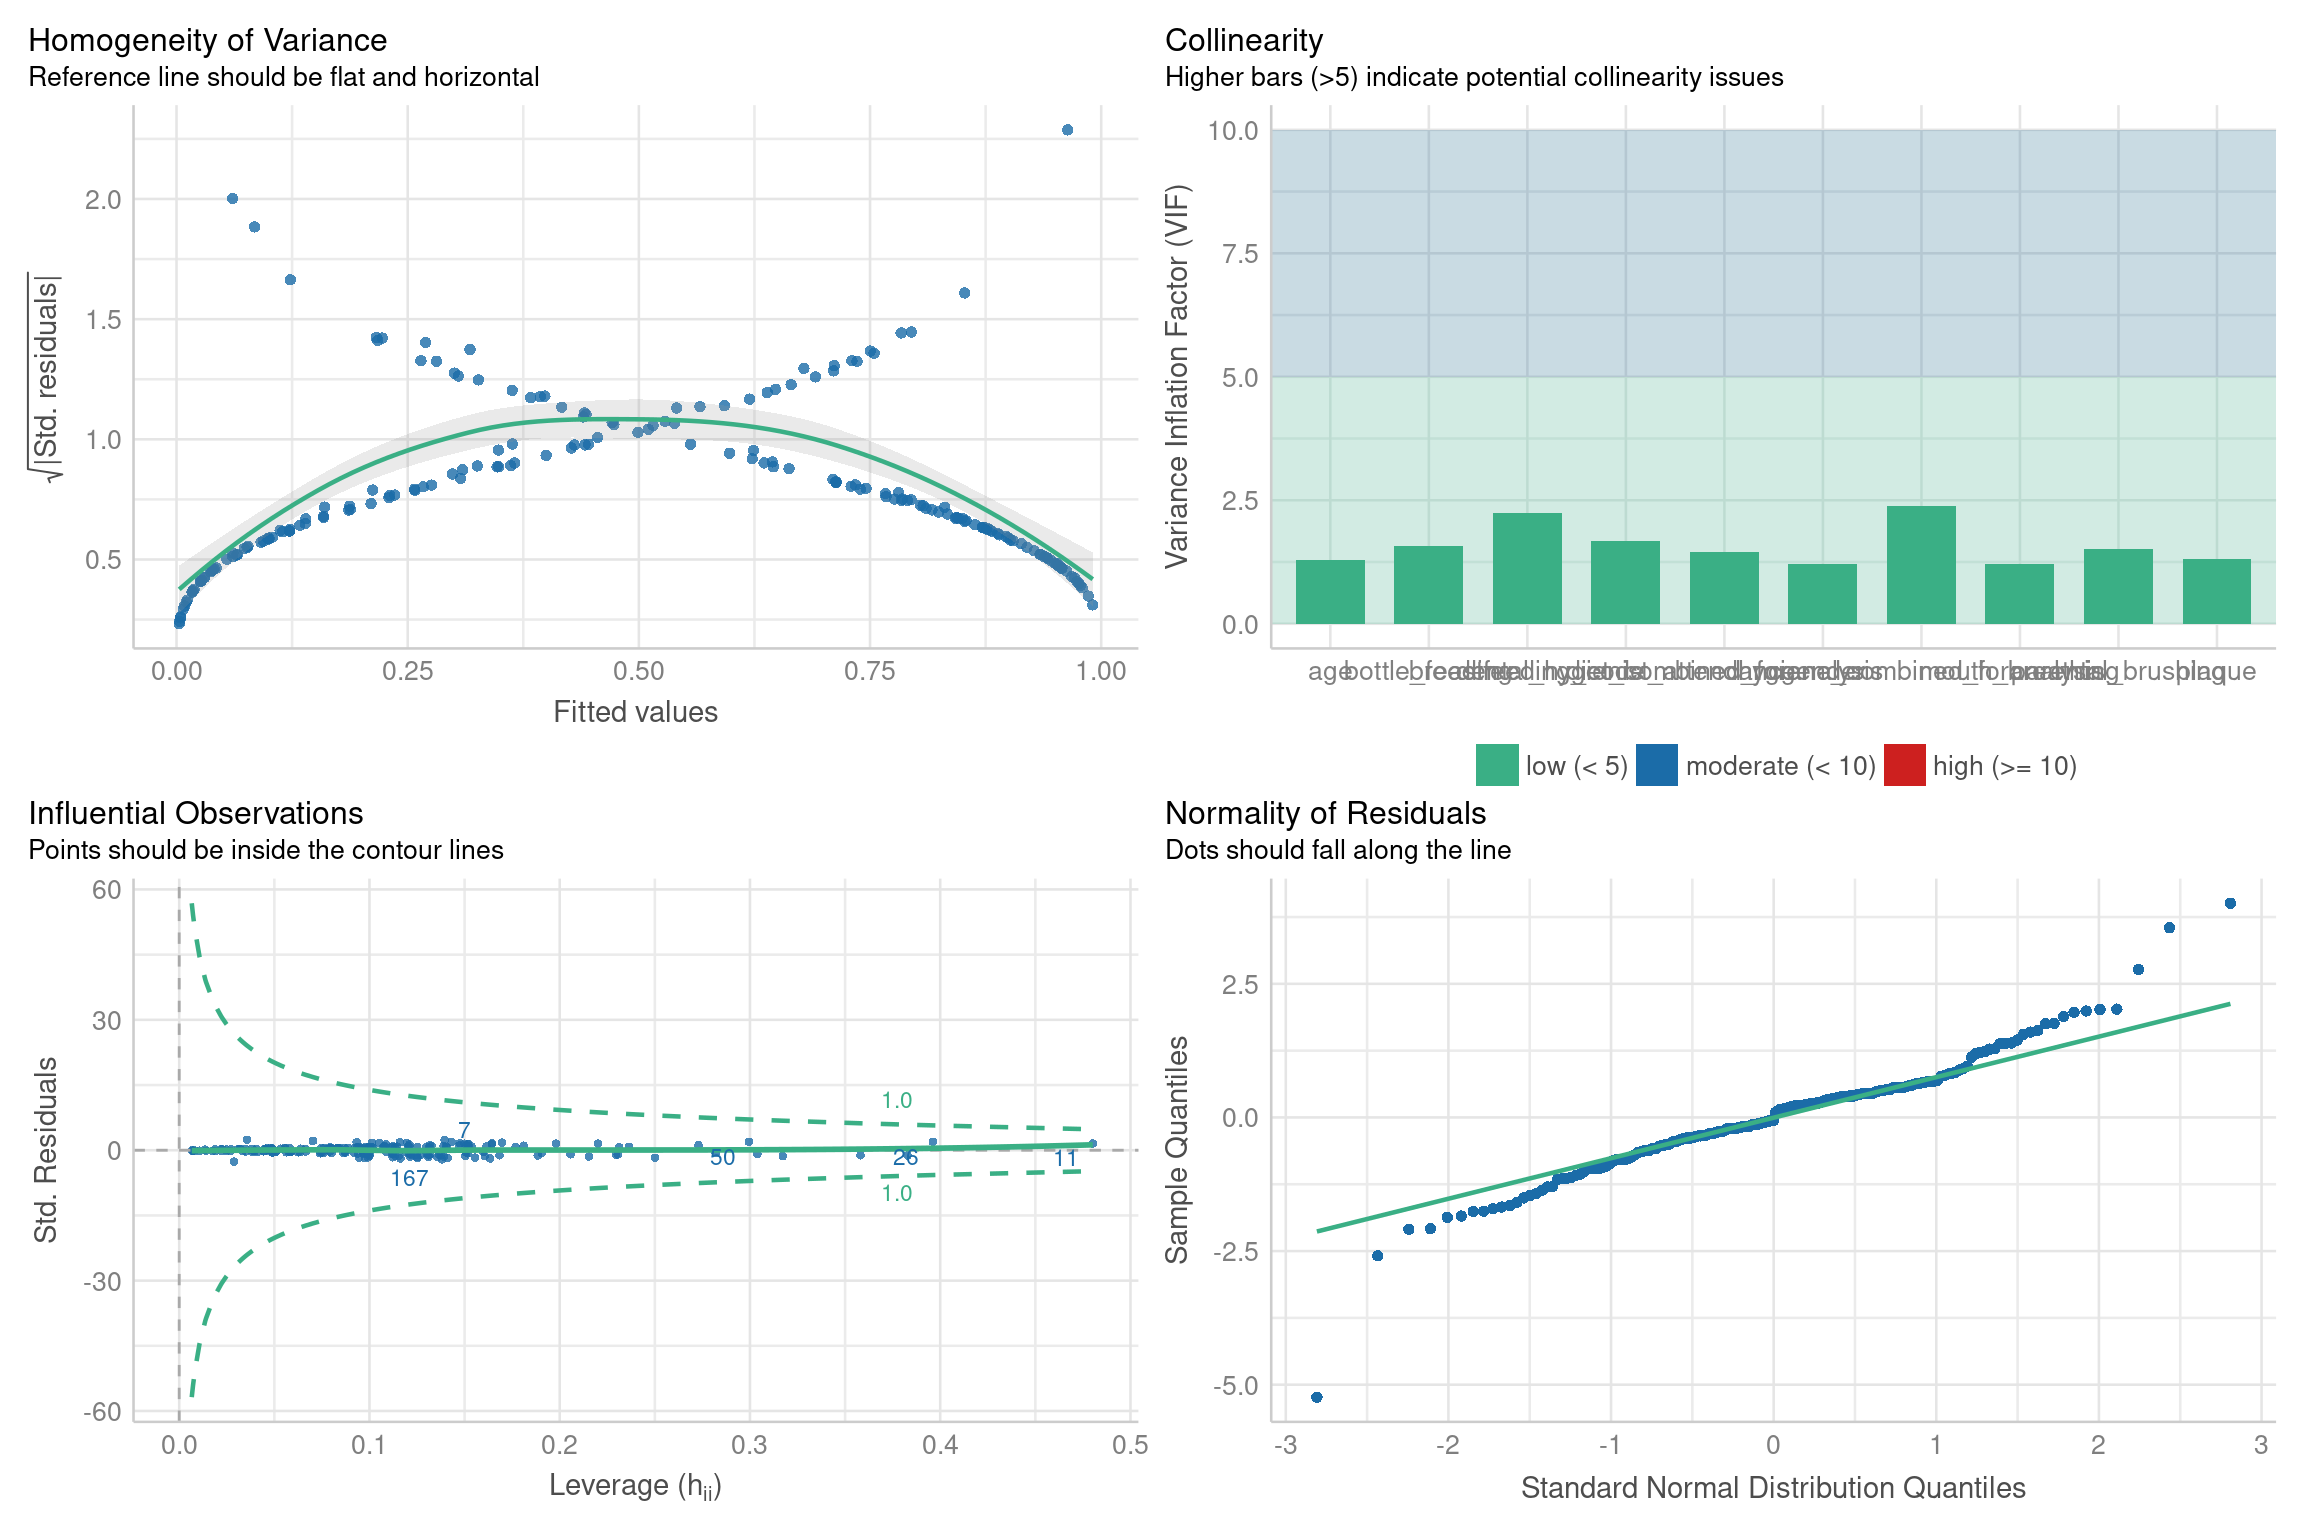 Homogeneity of Variance
Reference line should be flat and horizontal
2.0
1.5
1.0
0.5
√|Std. residuals|
0.00 0.25 0.50 0.75 1.00
Fitted values
Collinearity
Higher bars (>5) indicate potential collinearity issues
10.0
7.5
5.0
2.5
0.0
Variance Inflation Factor (VIF)
age
low (< 5) moderate (< 10) high (>= 10)
Influential Observations
Points should be inside the contour lines
60
30
0
-30
-60
Std. Residuals
1.0
7
50 26 11
167
1.0
0.0 0.1 0.2 0.3 0.4 0.5
Leverage (hii)
Normality of Residuals
Dots should fall along the line
2.5
0.0
-2.5
-5.0
Sample Quantiles
-3 -2 -1 0 1 2 3
Standard Normal Distribution Quantiles